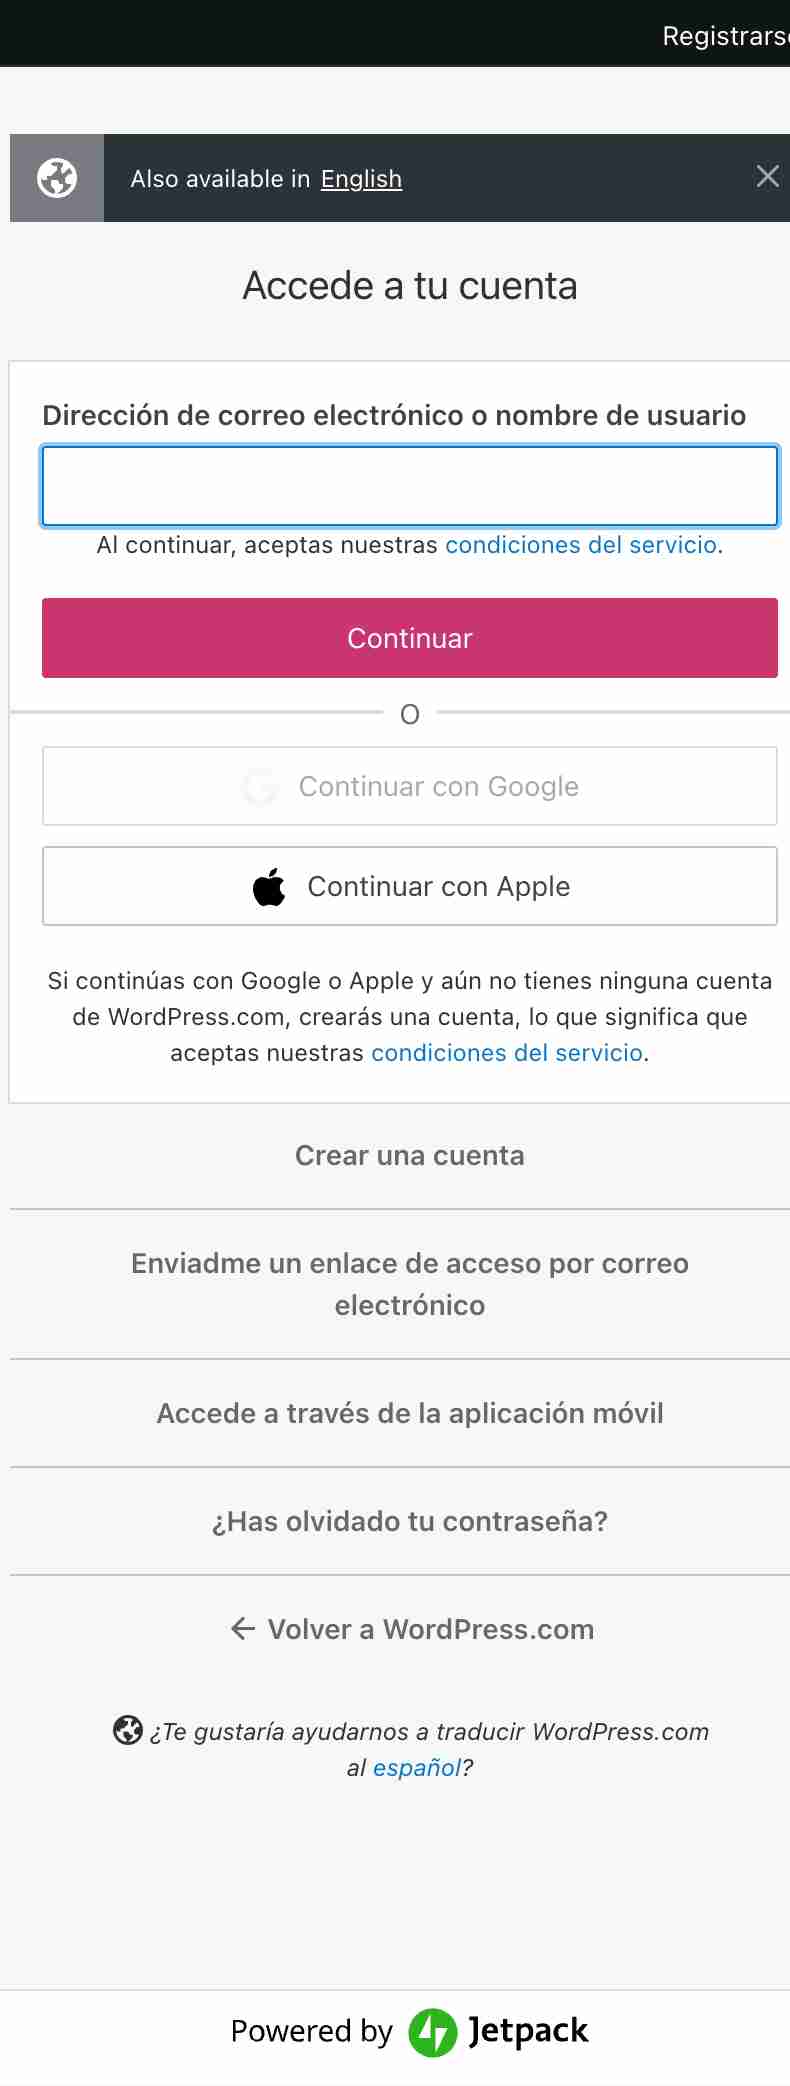 Registrarse
Also available in English
Accede a tu cuenta
Dirección de correo electrónico o nombre de usuario
Al continuar, aceptas nuestras condiciones del servicio.
Continuar
O
Continuar con Google
Continuar con Apple
Si continúas con Google o Apple y aún no tienes ninguna cuenta
de WordPress.com, crearás una cuenta, lo que significa que
aceptas nuestras condiciones del servicio.
Crear una cuenta
Enviadme un enlace de acceso por correo
electrónico
Accede a través de la aplicación móvil
¿Has olvidado tu contraseña?
← Volver a WordPress.com
¿Te gustaría ayudarnos a traducir WordPress.com
al español?
Powered by Jetpack